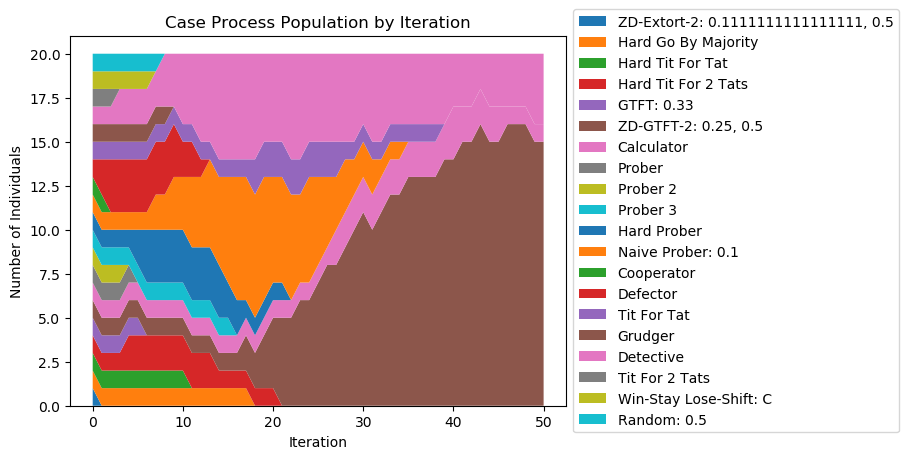 Case Process Population by Iteration
Number of Individuals
20.0
17.5
15.0
12.5
10.0
7.5
5.0
2.5
0.0
0
10
20
30
40
50
Iteration
ZD-Extort-2: 0.1111111111111111, 0.5
Hard Go By Majority
Hard Tit For Tat
Hard Tit For 2 Tats
GTFT: 0.33
ZD-GTFT-2: 0.25, 0.5
Calculator
Prober
Prober 2
Prober 3
Hard Prober
Naive Prober: 0.1
Cooperator
Defector
Tit For Tat
Grudger
Detective
Tit For 2 Tats
Win-Stay Lose-Shift: C
Random: 0.5